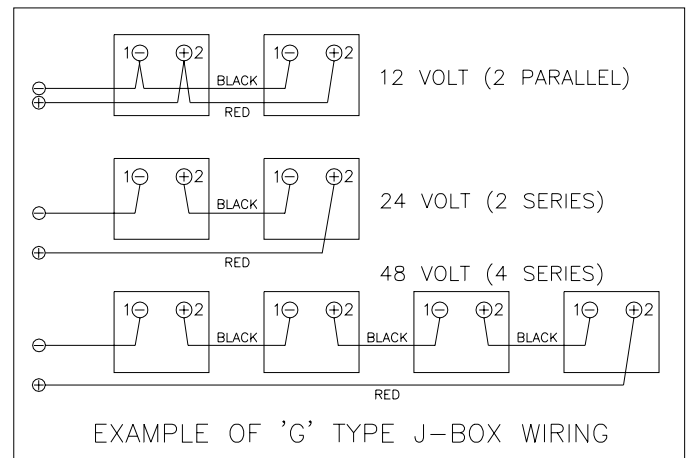 1⊖ ⊕2 1⊖ ⊕2
12 VOLT (2 PARALLEL)
⊖ BLACK
⊕ RED
1⊖ ⊕2 1⊖ ⊕2
24 VOLT (2 SERIES)
⊖ BLACK
⊕ RED
48 VOLT (4 SERIES)
1⊖ ⊕2 1⊖ ⊕2 1⊖ ⊕2 1⊖ ⊕2
⊖ BLACK BLACK BLACK
⊕ RED
EXAMPLE OF 'G' TYPE J-BOX WIRING